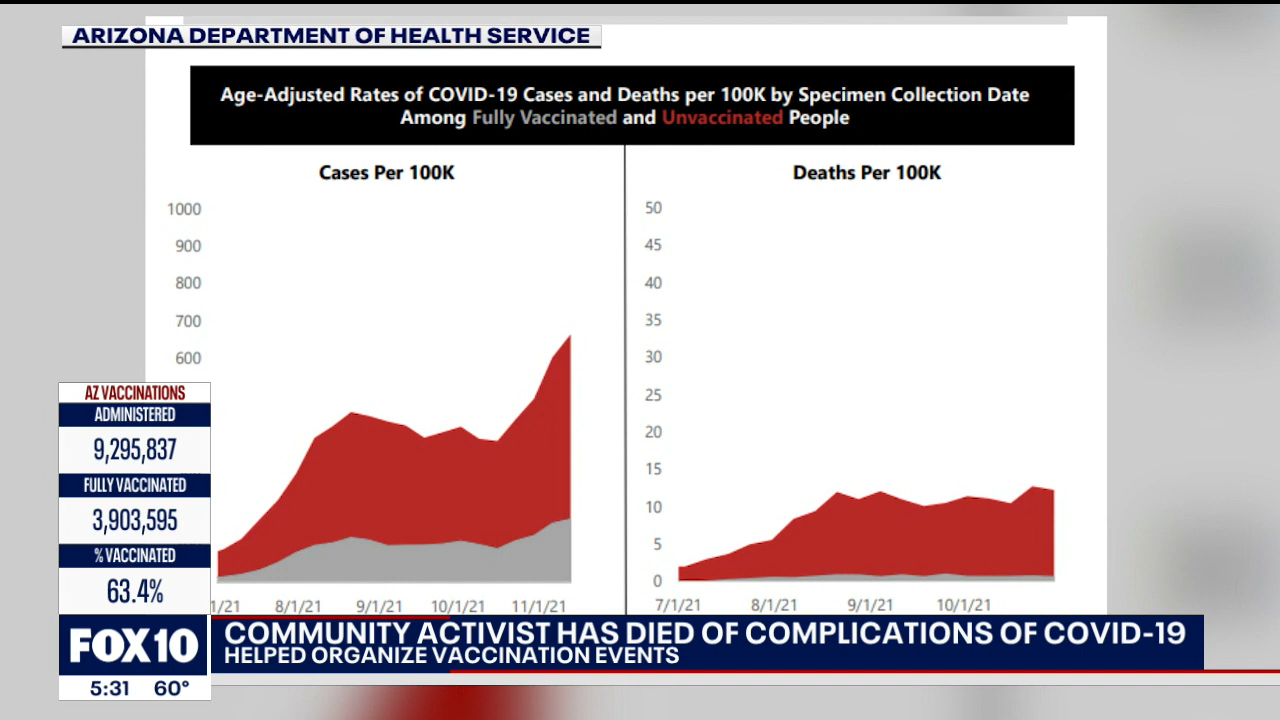 ARIZONA DEPARTMENT OF HEALTH SERVICE
Age-Adjusted Rates of COVID-19 Cases and Deaths per 100K by Specimen Collection Date
Among Fully Vaccinated and Unvaccinated People
Cases Per 100K
1000
900
800
700
600
1/21
8/1/21
9/1/21
10/1/21
11/1/21
Deaths Per 100K
50
45
40
35
30
25
20
15
10
5
0
7/1/21
8/1/21
9/1/21
10/1/21
AZ VACCINATIONS
ADMINISTERED
9,295,837
FULLY VACCINATED
3,903,595
% VACCINATED
63.4%
FOX10
5:31 60°
COMMUNITY ACTIVIST HAS DIED OF COMPLICATIONS OF COVID-19
HELPED ORGANIZE VACCINATION EVENTS